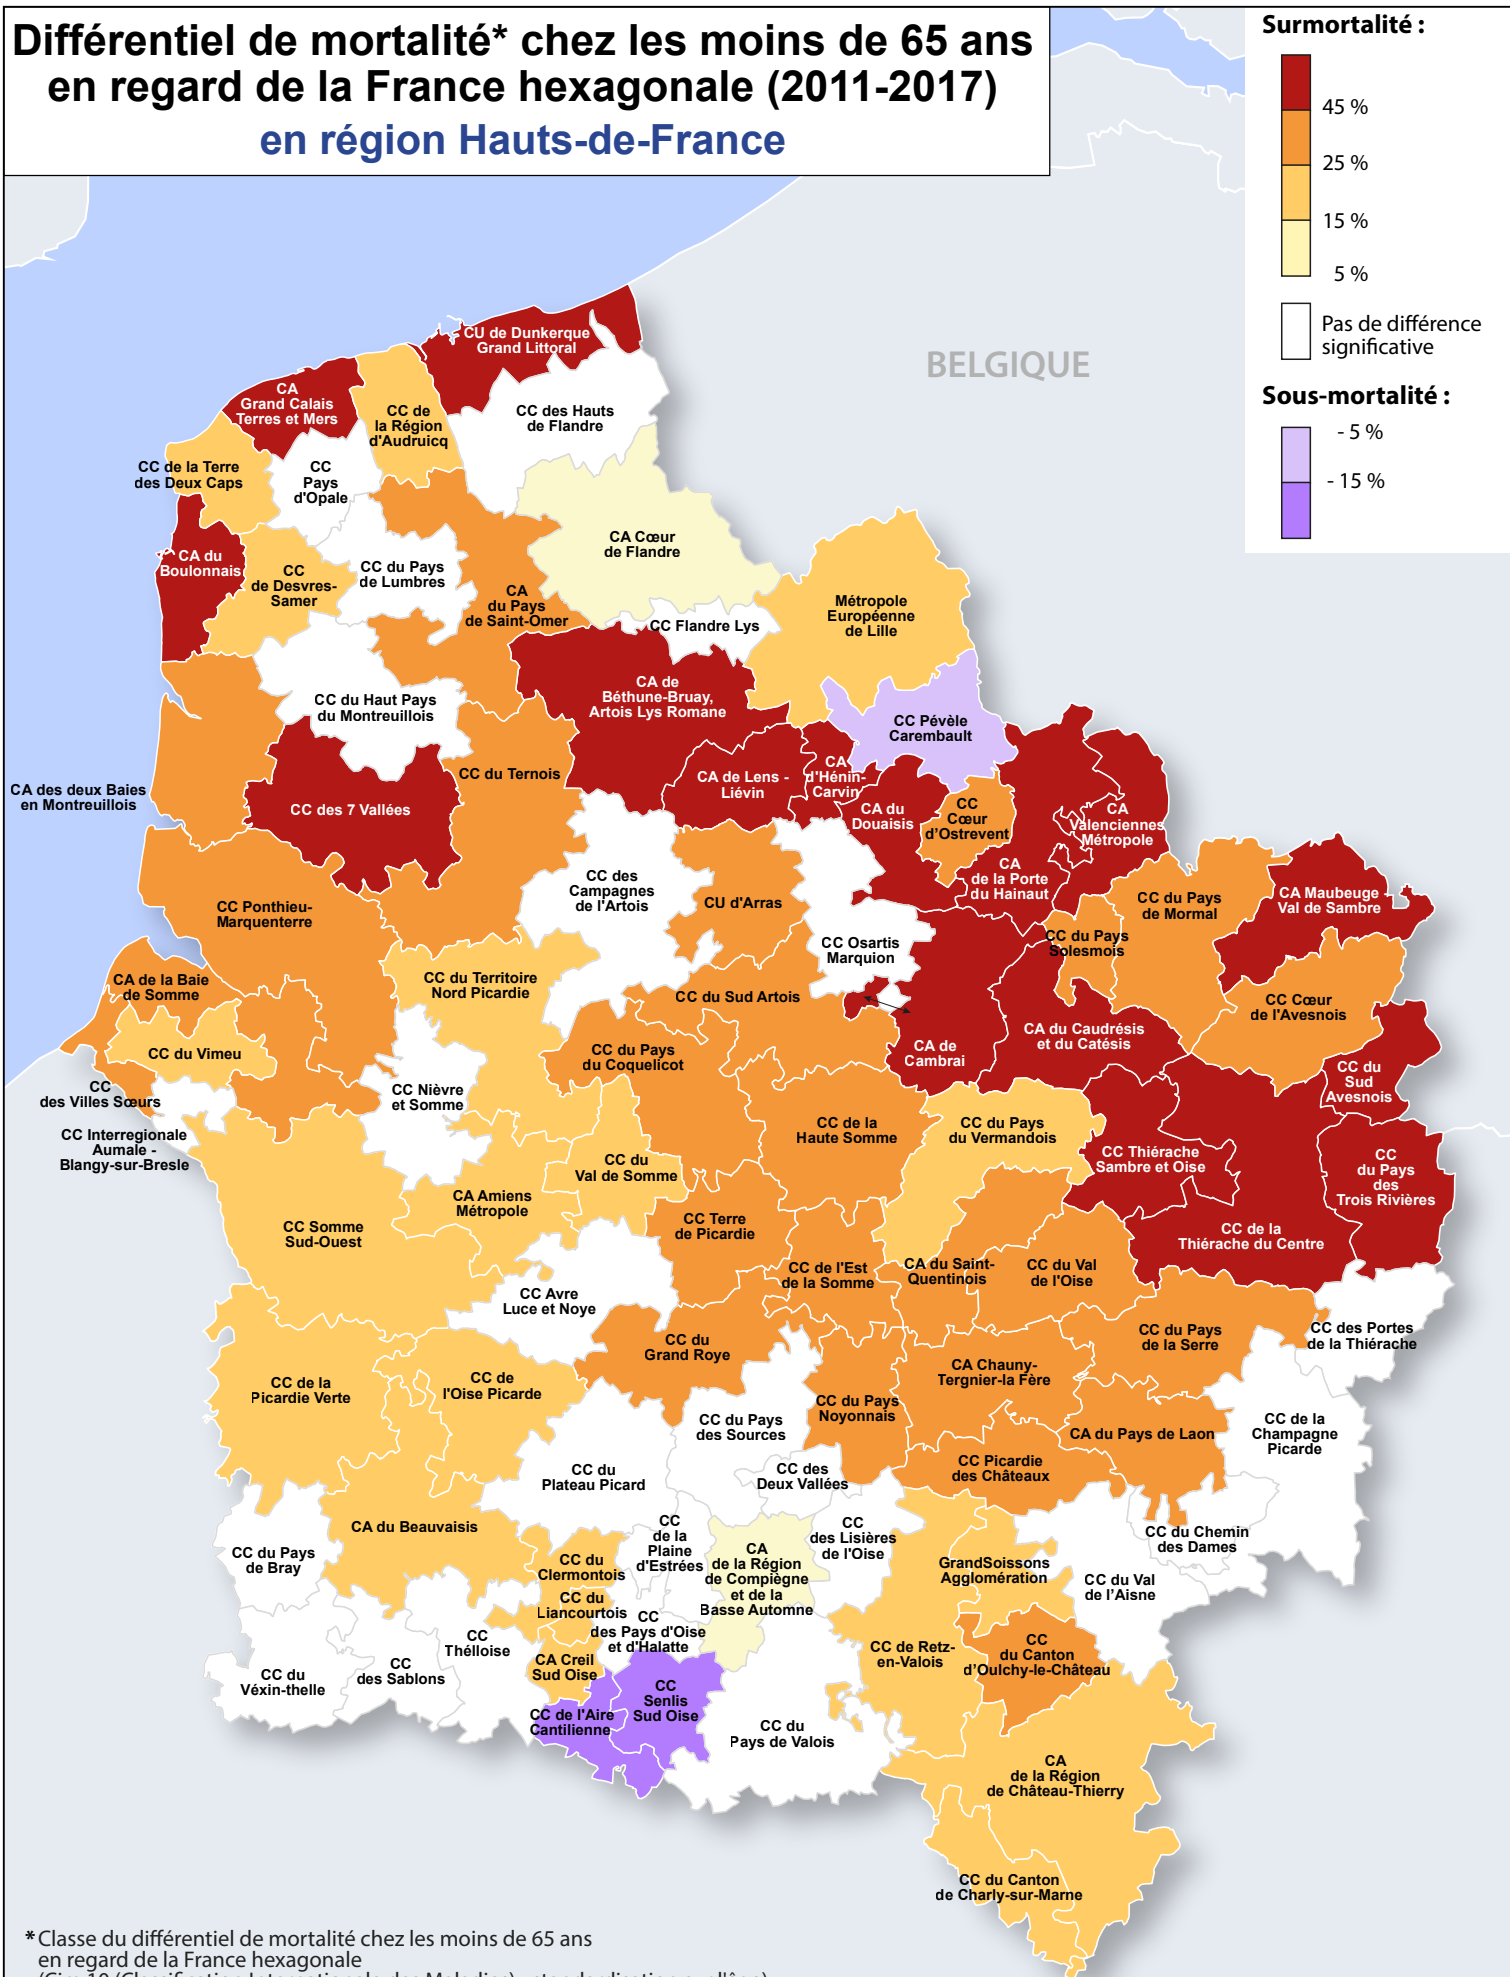 Différentiel de mortalité* chez les moins de 65 ans
en regard de la France hexagonale (2011-2017)
en région Hauts-de-France
Surmortalité :
45 %
25 %
15 %
5 %
Pas de différence
significative
Sous-mortalité :
- 5 %
- 15 %
BELGIQUE
CU de Dunkerque
Grand Littoral
CA
Grand Calais
Terres et Mers
CC de
la Région
d'Audruicq
CC des Hauts
de Flandre
CC de la Terre
des Deux Caps
CC
Pays
d'Opale
CA Cœur
de Flandre
CA du
Boulonnais
CC
de Desvres-
Samer
CC du Pays
de Lumbres
CA
du Pays
de Saint-Omer
CC Flandre Lys
Métropole
Européenne
de Lille
CC du Haut Pays
du Montreuillois
CA de
Béthune-Bruay,
Artois Lys Romane
CC Pévèle
Carembault
CA des deux Baies
en Montreuillois
CC des 7 Vallées
CC du Ternois
CA de Lens -
Liévin
CA
d'Hénin-
Carvin
CA du
Douaisis
CC
Cœur
d'Ostrevent
CA
Valenciennes
Métropole
CA
de la Porte
du Hainaut
CC des
Campagnes
de l'Artois
CU d'Arras
CC Osartis
Marquion
CC du Pays
de Mormal
CA Maubeuge -
Val de Sambre
CC Ponthieu-
Marquenterre
CC du Pays
Solesmois
CA de la Baie
de Somme
CC du Territoire
Nord Picardie
CC du Sud Artois
CC Cœur
de l'Avesnois
CC du Vimeu
CC du Pays
du Coquelicot
CA de
Cambrai
CA du Caudrésis
et du Catésis
CC
des Villes Sœurs
CC Nièvre
et Somme
CC du
Sud
Avesnois
CC Interregionale
Aumale -
Blangy-sur-Bresle
CC de la
Haute Somme
CC du Pays
du Vermandois
CC Thiérache
Sambre et Oise
CC
du Pays
des
Trois Rivières
CC du
Val de Somme
CA Amiens
Métropole
CC Somme
Sud-Ouest
CC Terre
de Picardie
CC de la
Thiérache du Centre
CC de l'Est
de la Somme
CA du Saint-
Quentinois
CC du Val
de l'Oise
CC Avre
Luce et Noye
CC du
Grand Roye
CC du Pays
de la Serre
CC des Portes
de la Thiérache
CC de la
Picardie Verte
CC de
l'Oise Picarde
CA Chauny-
Tergnier-la Fère
CC du Pays
Noyonnais
CC du Pays
des Sources
CA du Pays de Laon
CC de la
Champagne
Picarde
CC du
Plateau Picard
CC des
Deux Vallées
CC Picardie
des Châteaux
CA du Beauvaisis
CC du Pays
de Bray
CC
de la
Plaine
d'Estrées
CC
des Lisières
de l'Oise
CC du Chemin
des Dames
CC du
Clermontois
CA
de la Région
de Compiègne
et de la
Basse Automne
GrandSoissons
Agglomération
CC du Val
de l'Aisne
CC du
Liancourtois
CC
des Pays d'Oise
et d'Halatte
CC
Thélloise
CC du
Véxin-thelle
CC
des Sablons
CA Creil
Sud Oise
CC de Retz-
en-Valois
CC
du Canton
d'Oulchy-le-Château
CC de l'Aire
Cantilienne
CC
Senlis
Sud Oise
CC du
Pays de Valois
CA
de la Région
de Château-Thierry
CC du Canton
de Charly-sur-Marne
* Classe du différentiel de mortalité chez les moins de 65 ans
en regard de la France hexagonale